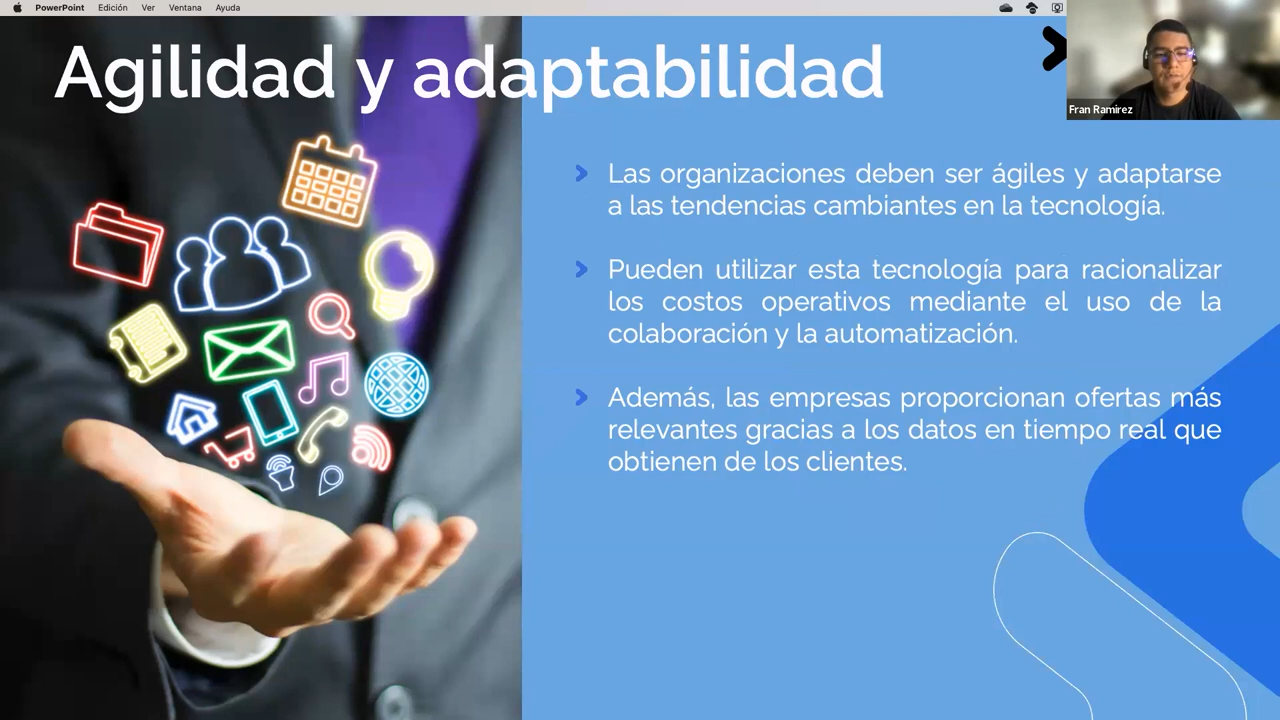 PowerPoint Edición Ver Ventana Ayuda
Agilidad y adaptabilidad
Fran Ramirez
Las organizaciones deben ser ágiles y adaptarse
a las tendencias cambiantes en la tecnología.
Pueden utilizar esta tecnología para racionalizar
los costos operativos mediante el uso de la
colaboración y la automatización.
Además, las empresas proporcionan ofertas más
relevantes gracias a los datos en tiempo real que
obtienen de los clientes.